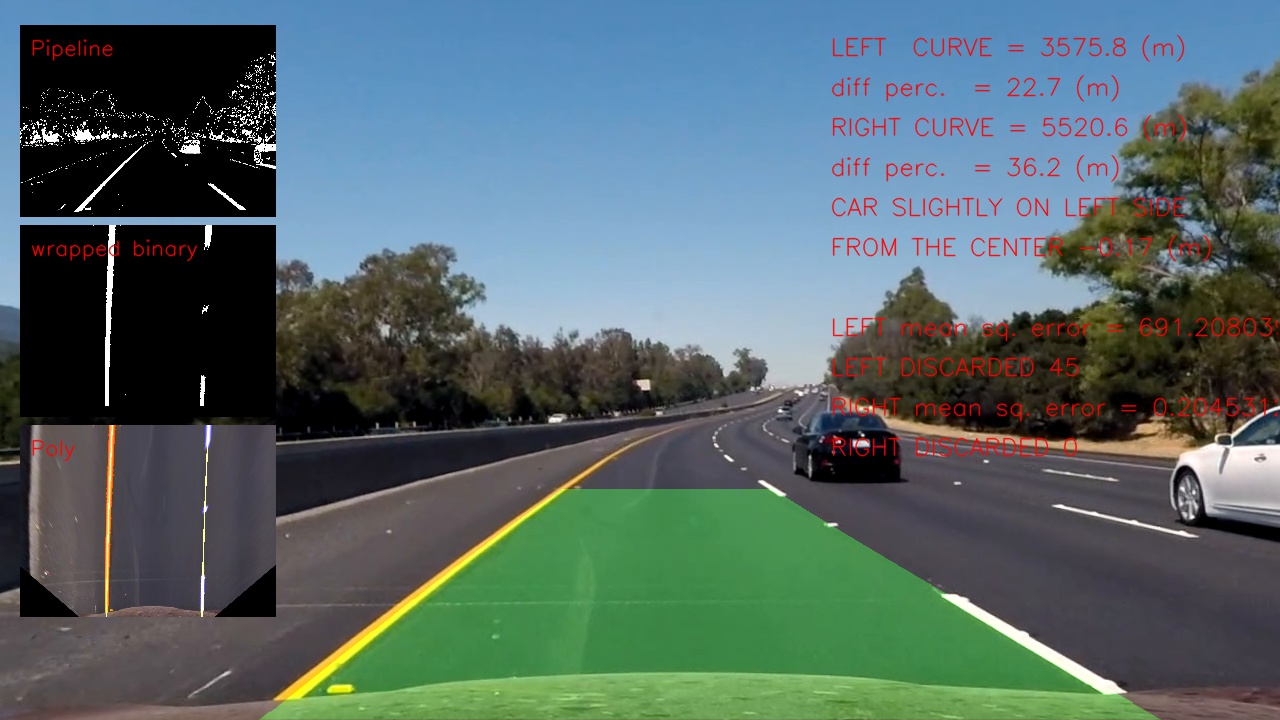 Pipeline
wrapped binary
Poly
LEFT CURVE = 3575.8 (m)
diff perc. = 22.7 (m)
RIGHT CURVE = 5520.6 (m)
diff perc. = 36.2 (m)
CAR SLIGHTLY ON LEFT SIDE
FROM THE CENTER -0.17 (m)
LEFT mean sq. error = 691.208039
LEFT DISCARDED 45
RIGHT mean sq. error = 0.204531
RIGHT DISCARDED 0